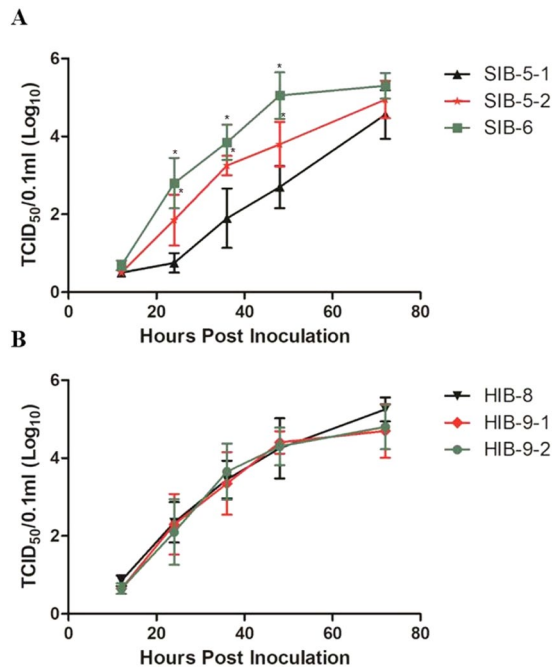 A
TCID50/0.1ml (Log10)
6
4
2
0
0 20 40 60 80
Hours Post Inoculation
SIB-5-1
SIB-5-2
SIB-6
* * * * * *
B
TCID50/0.1ml (Log10)
6
4
2
0
0 20 40 60 80
Hours Post Inoculation
HIB-8
HIB-9-1
HIB-9-2